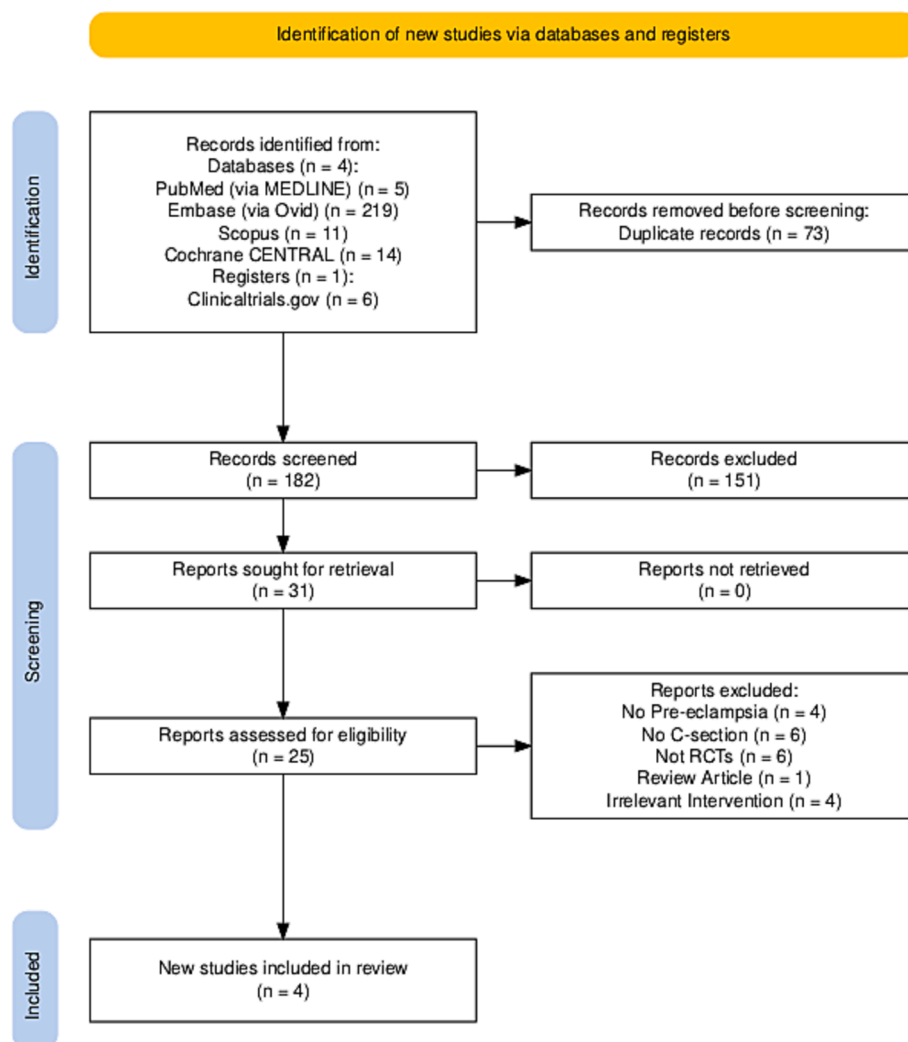 Identification of new studies via databases and registers
Identification
Records identified from:
Databases (n = 4):
PubMed (via MEDLINE) (n = 5)
Embase (via Ovid) (n = 219)
Scopus (n = 11)
Cochrane CENTRAL (n = 14)
Registers (n = 1):
Clinicaltrials.gov (n = 6)
Records removed before screening:
Duplicate records (n = 73)
Screening
Records screened
(n = 182)
Records excluded
(n = 151)
Reports sought for retrieval
(n = 31)
Reports not retrieved
(n = 0)
Reports assessed for eligibility
(n = 25)
Reports excluded:
No Pre-eclampsia (n = 4)
No C-section (n = 6)
Not RCTs (n = 6)
Review Article (n = 1)
Irrelevant Intervention (n = 4)
Included
New studies included in review
(n = 4)